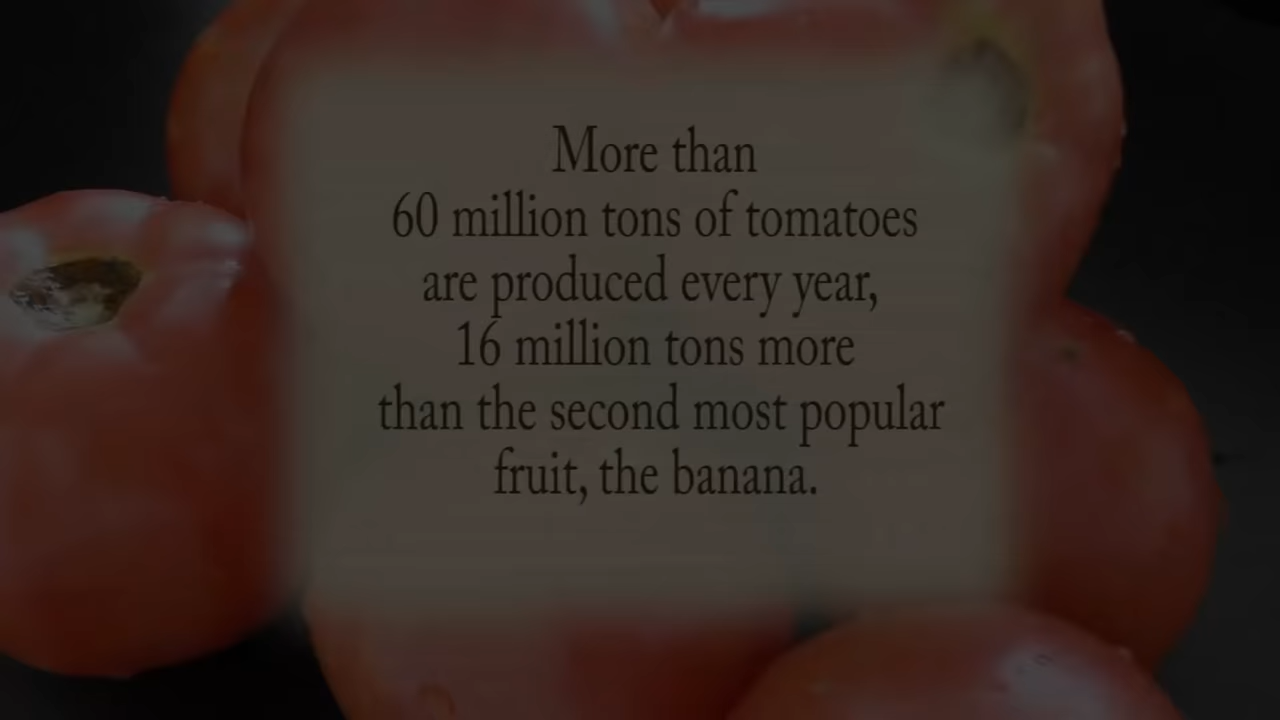 More than
60 million tons of tomatoes
are produced every year,
16 million tons more
than the second most popular
fruit, the banana.